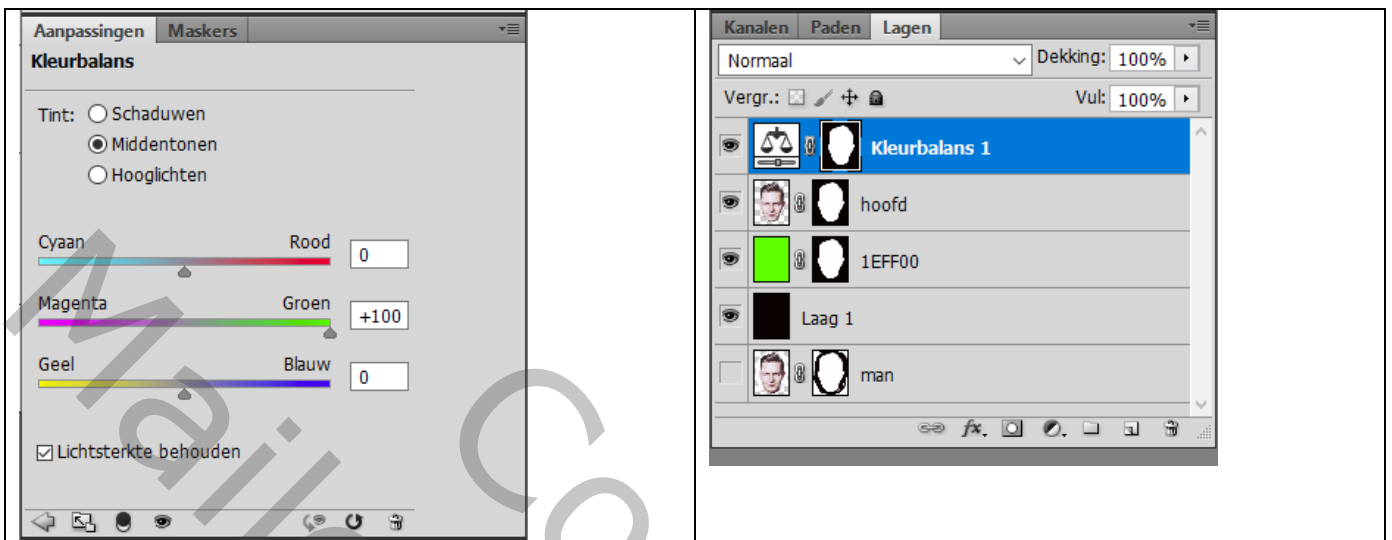 Aanpassingen Maskers
Kleurbalans
Tint: Schaduwen
Middentonen
Hooglichten
Cyaan Rood 0
Magenta Groen +100
Geel Blauw 0
Lichtsterkte behouden
Kanalen Paden Lagen
Normaal Dekking: 100%
Vergr.: Vul: 100%
Kleurbalans 1
hoofd
1EFF00
Laag 1
man
fx.